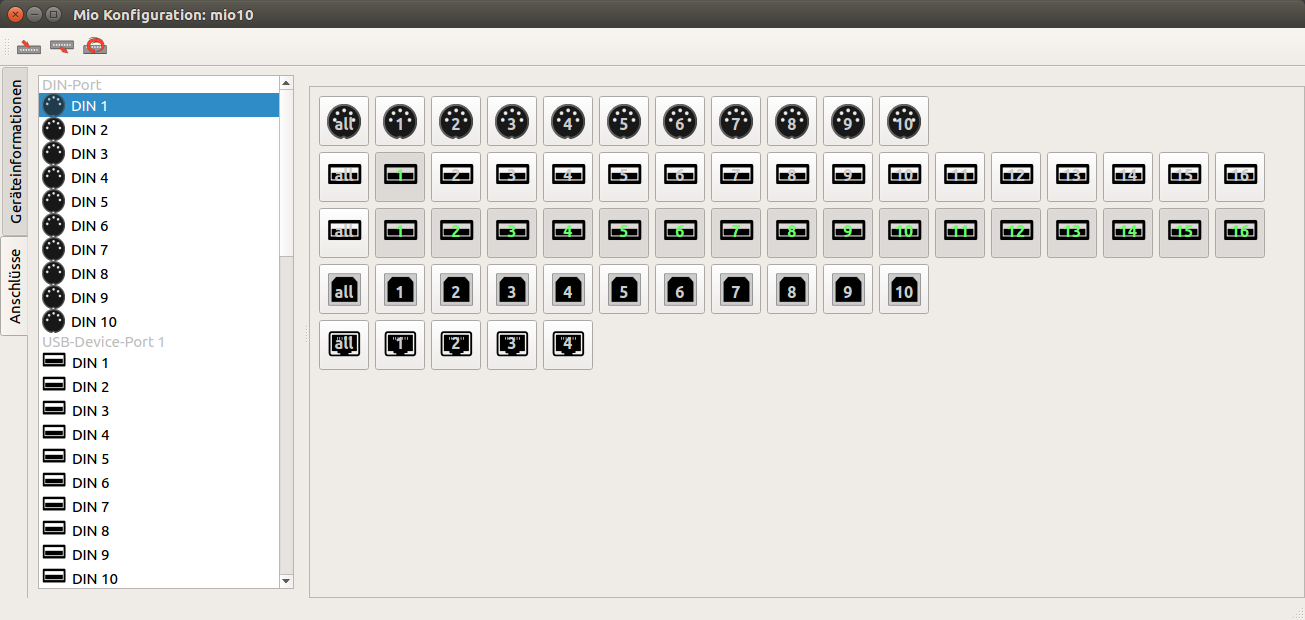 Mio Konfiguration: mio10
Geräteinformationen
Anschlüsse
DIN-Port
DIN 1
DIN 2
DIN 3
DIN 4
DIN 5
DIN 6
DIN 7
DIN 8
DIN 9
DIN 10
USB-Device-Port 1
DIN 1
DIN 2
DIN 3
DIN 4
DIN 5
DIN 6
DIN 7
DIN 8
DIN 9
DIN 10
all 1 2 3 4 5 6 7 8 9 10
all 1 2 3 4 5 6 7 8 9 10 11 12 13 14 15 16
all 1 2 3 4 5 6 7 8 9 10 11 12 13 14 15 16
all 1 2 3 4 5 6 7 8 9 10
all 1 2 3 4